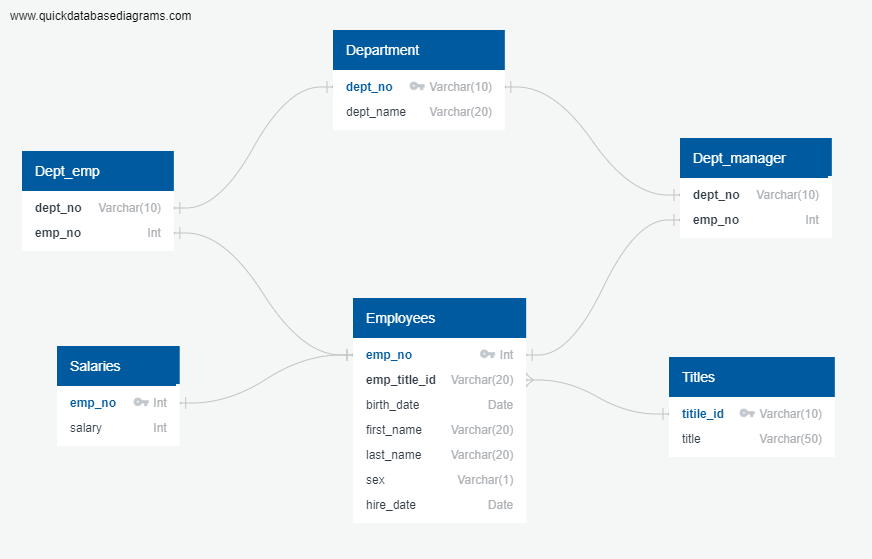 www.quickdatabasediagrams.com
Department
dept_no Varchar(10)
dept_name Varchar(20)
Dept_emp
dept_no Varchar(10)
emp_no Int
Dept_manager
dept_no Varchar(10)
emp_no Int
Employees
emp_no Int
emp_title_id Varchar(20)
birth_date Date
first_name Varchar(20)
last_name Varchar(20)
sex Varchar(1)
hire_date Date
Salaries
emp_no Int
salary Int
Titles
titile_id Varchar(10)
title Varchar(50)